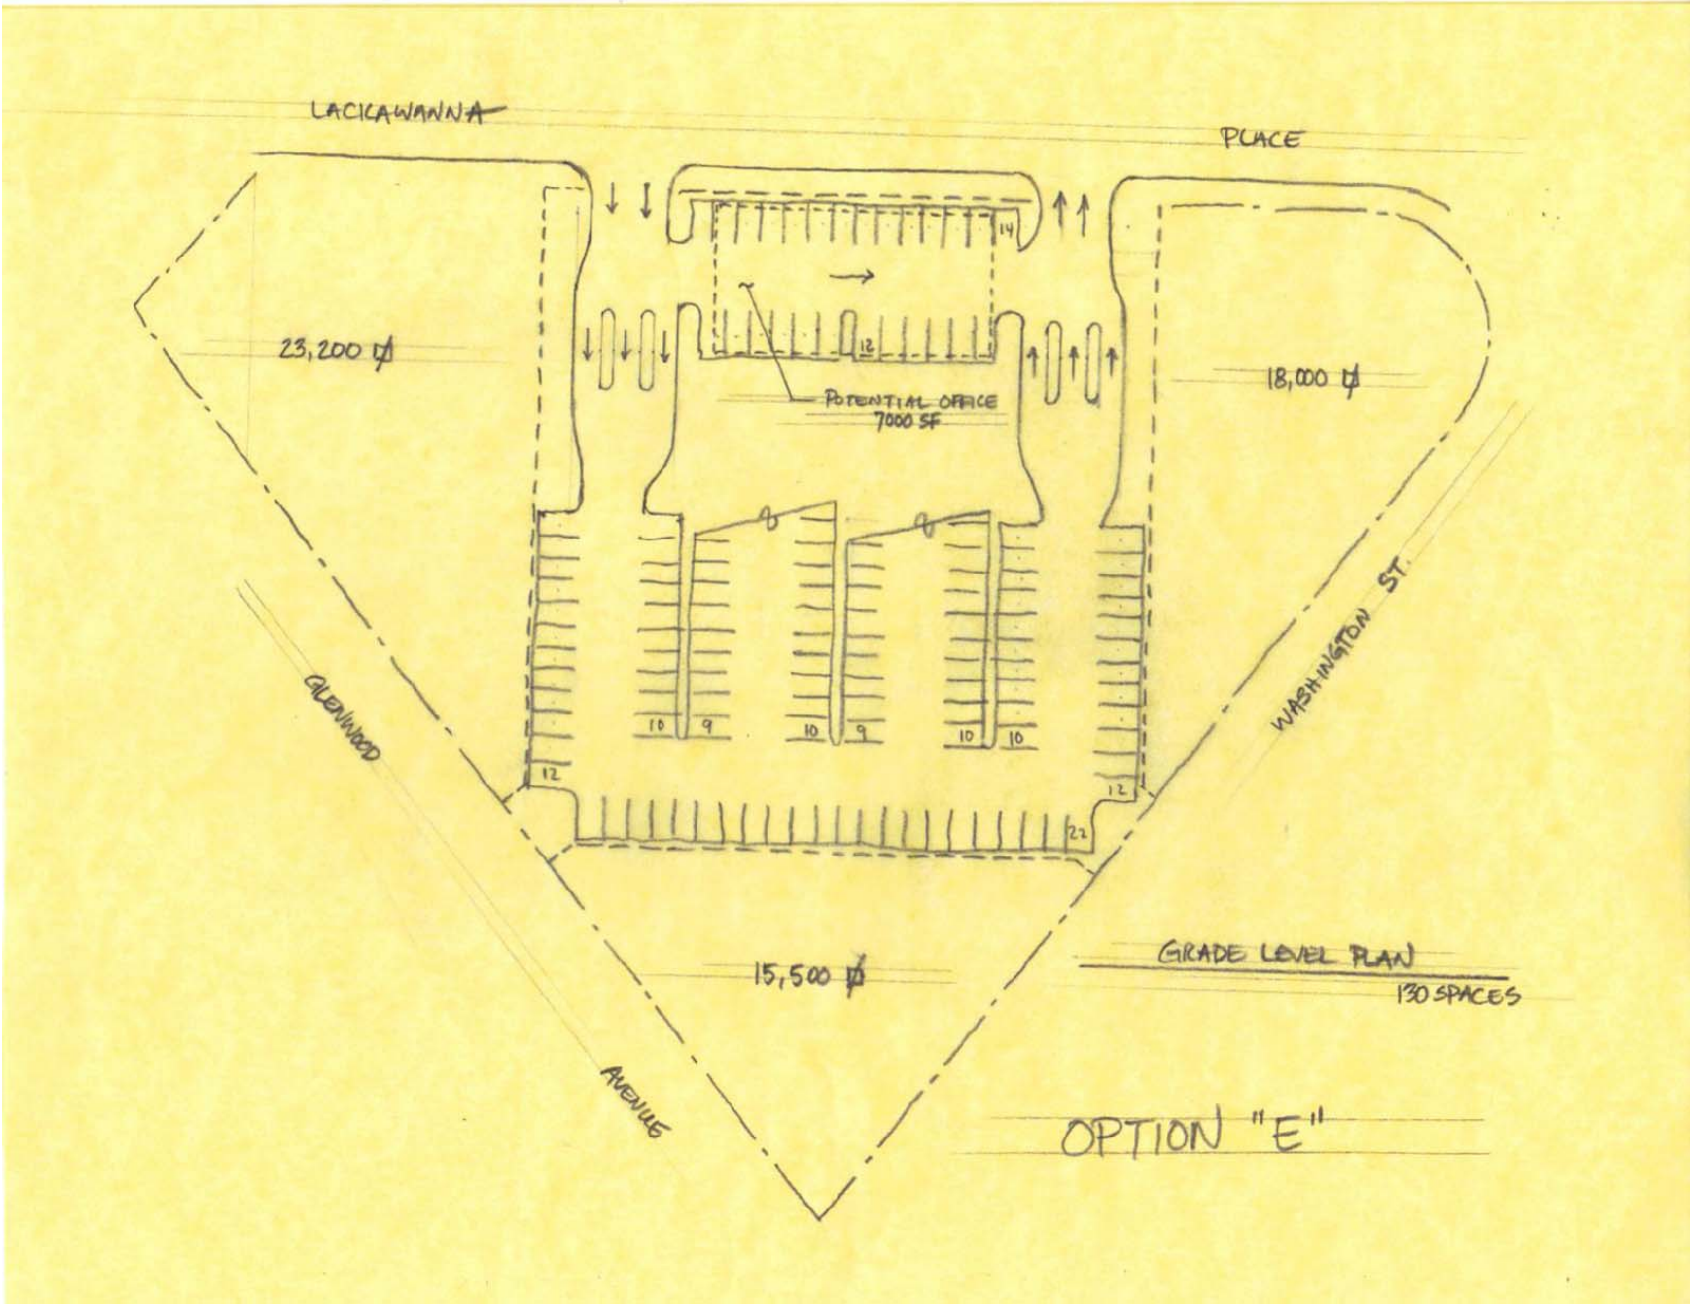 LACKAWANNA
PLACE
14
23,200 ⌷
12
18,000 ⌷
POTENTIAL OFFICE
7000 SF
GLENWOOD
WASHINGTON ST.
10 9
10 9
10 10
12
12
22
15,500 ⌷
GRADE LEVEL PLAN
130 SPACES
AVENUE
OPTION "E"